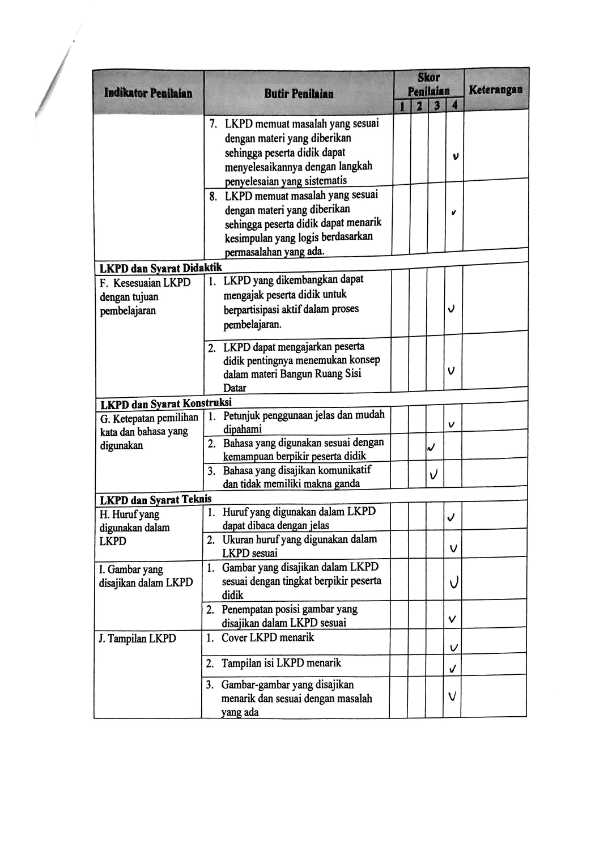 Indikator Penilaian Butir Penilaian Skor Penilaian Keterangan
1 2 3 4
7. LKPD memuat masalah yang sesuai
dengan materi yang diberikan
sehingga peserta didik dapat
menyelesaikannya dengan langkah
penyelesaian yang sistematis
8. LKPD memuat masalah yang sesuai
dengan materi yang diberikan
sehingga peserta didik dapat menarik
kesimpulan yang logis berdasarkan
permasalahan yang ada.
LKPD dan Syarat Didaktik
F. Kesesuaian LKPD
dengan tujuan
pembelajaran
1. LKPD yang dikembangkan dapat
mengajak peserta didik untuk
berpartisipasi aktif dalam proses
pembelajaran.
2. LKPD dapat mengajarkan peserta
didik pentingnya menemukan konsep
dalam materi Bangun Ruang Sisi
Datar
LKPD dan Syarat Konstruksi
G. Ketepatan pemilihan
kata dan bahasa yang
digunakan
1. Petunjuk penggunaan jelas dan mudah
dipahami
2. Bahasa yang digunakan sesuai dengan
kemampuan berpikir peserta didik
3. Bahasa yang disajikan komunikatif
dan tidak memiliki makna ganda
LKPD dan Syarat Teknis
H. Huruf yang
digunakan dalam
LKPD
1. Huruf yang digunakan dalam LKPD
dapat dibaca dengan jelas
2. Ukuran huruf yang digunakan dalam
LKPD sesuai
I. Gambar yang
disajikan dalam LKPD
1. Gambar yang disajikan dalam LKPD
sesuai dengan tingkat berpikir peserta
didik
2. Penempatan posisi gambar yang
disajikan dalam LKPD sesuai
J. Tampilan LKPD
1. Cover LKPD menarik
2. Tampilan isi LKPD menarik
3. Gambar-gambar yang disajikan
menarik dan sesuai dengan masalah
yang ada